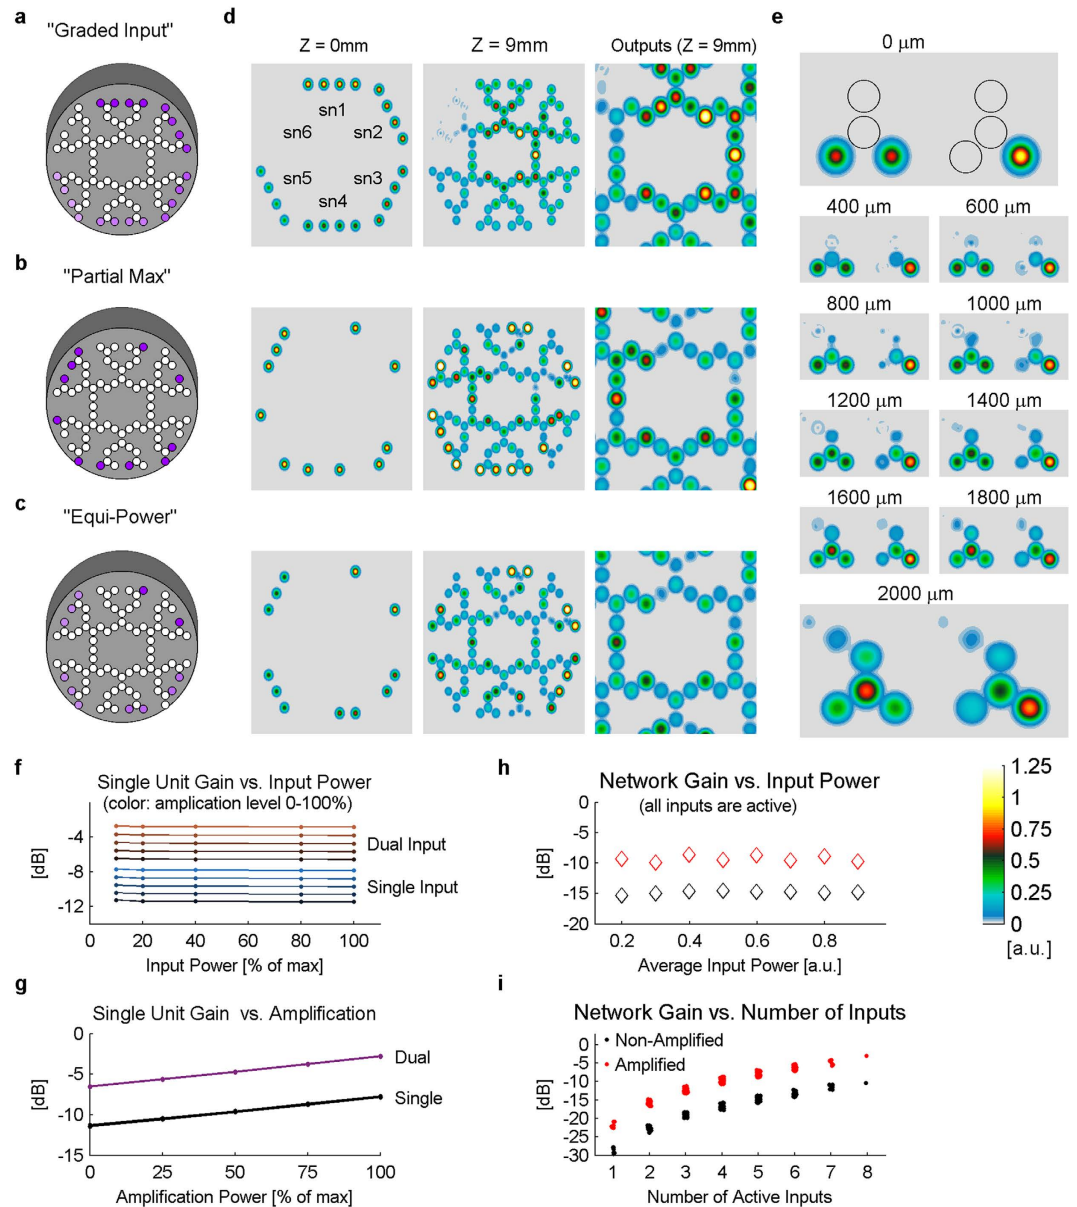 a
"Graded Input"
b
"Partial Max"
c
"Equi-Power"
d
Z = 0mm
Z = 9mm
Outputs (Z = 9mm)
sn1
sn6
sn2
sn5
sn3
sn4
e
0 µm
400 µm
600 µm
800 µm
1000 µm
1200 µm
1400 µm
1600 µm
1800 µm
2000 µm
f
Single Unit Gain vs. Input Power
(color: amplication level 0-100%)
[dB]
-4
-8
-12
Dual Input
Single Input
0 20 40 60 80 100
Input Power [% of max]
g
Single Unit Gain vs. Amplification
[dB]
0
-5
-10
-15
Dual
Single
0 25 50 75 100
Amplification Power [% of max]
h
Network Gain vs. Input Power
(all inputs are active)
[dB]
0
-5
-10
-15
-20
0.2 0.4 0.6 0.8
Average Input Power [a.u.]
1.25
1
0.75
0.5
0.25
0
[a.u.]
i
Network Gain vs. Number of Inputs
Non-Amplified
Amplified
[dB]
0
-5
-10
-15
-20
-25
-30
1 2 3 4 5 6 7 8
Number of Active Inputs